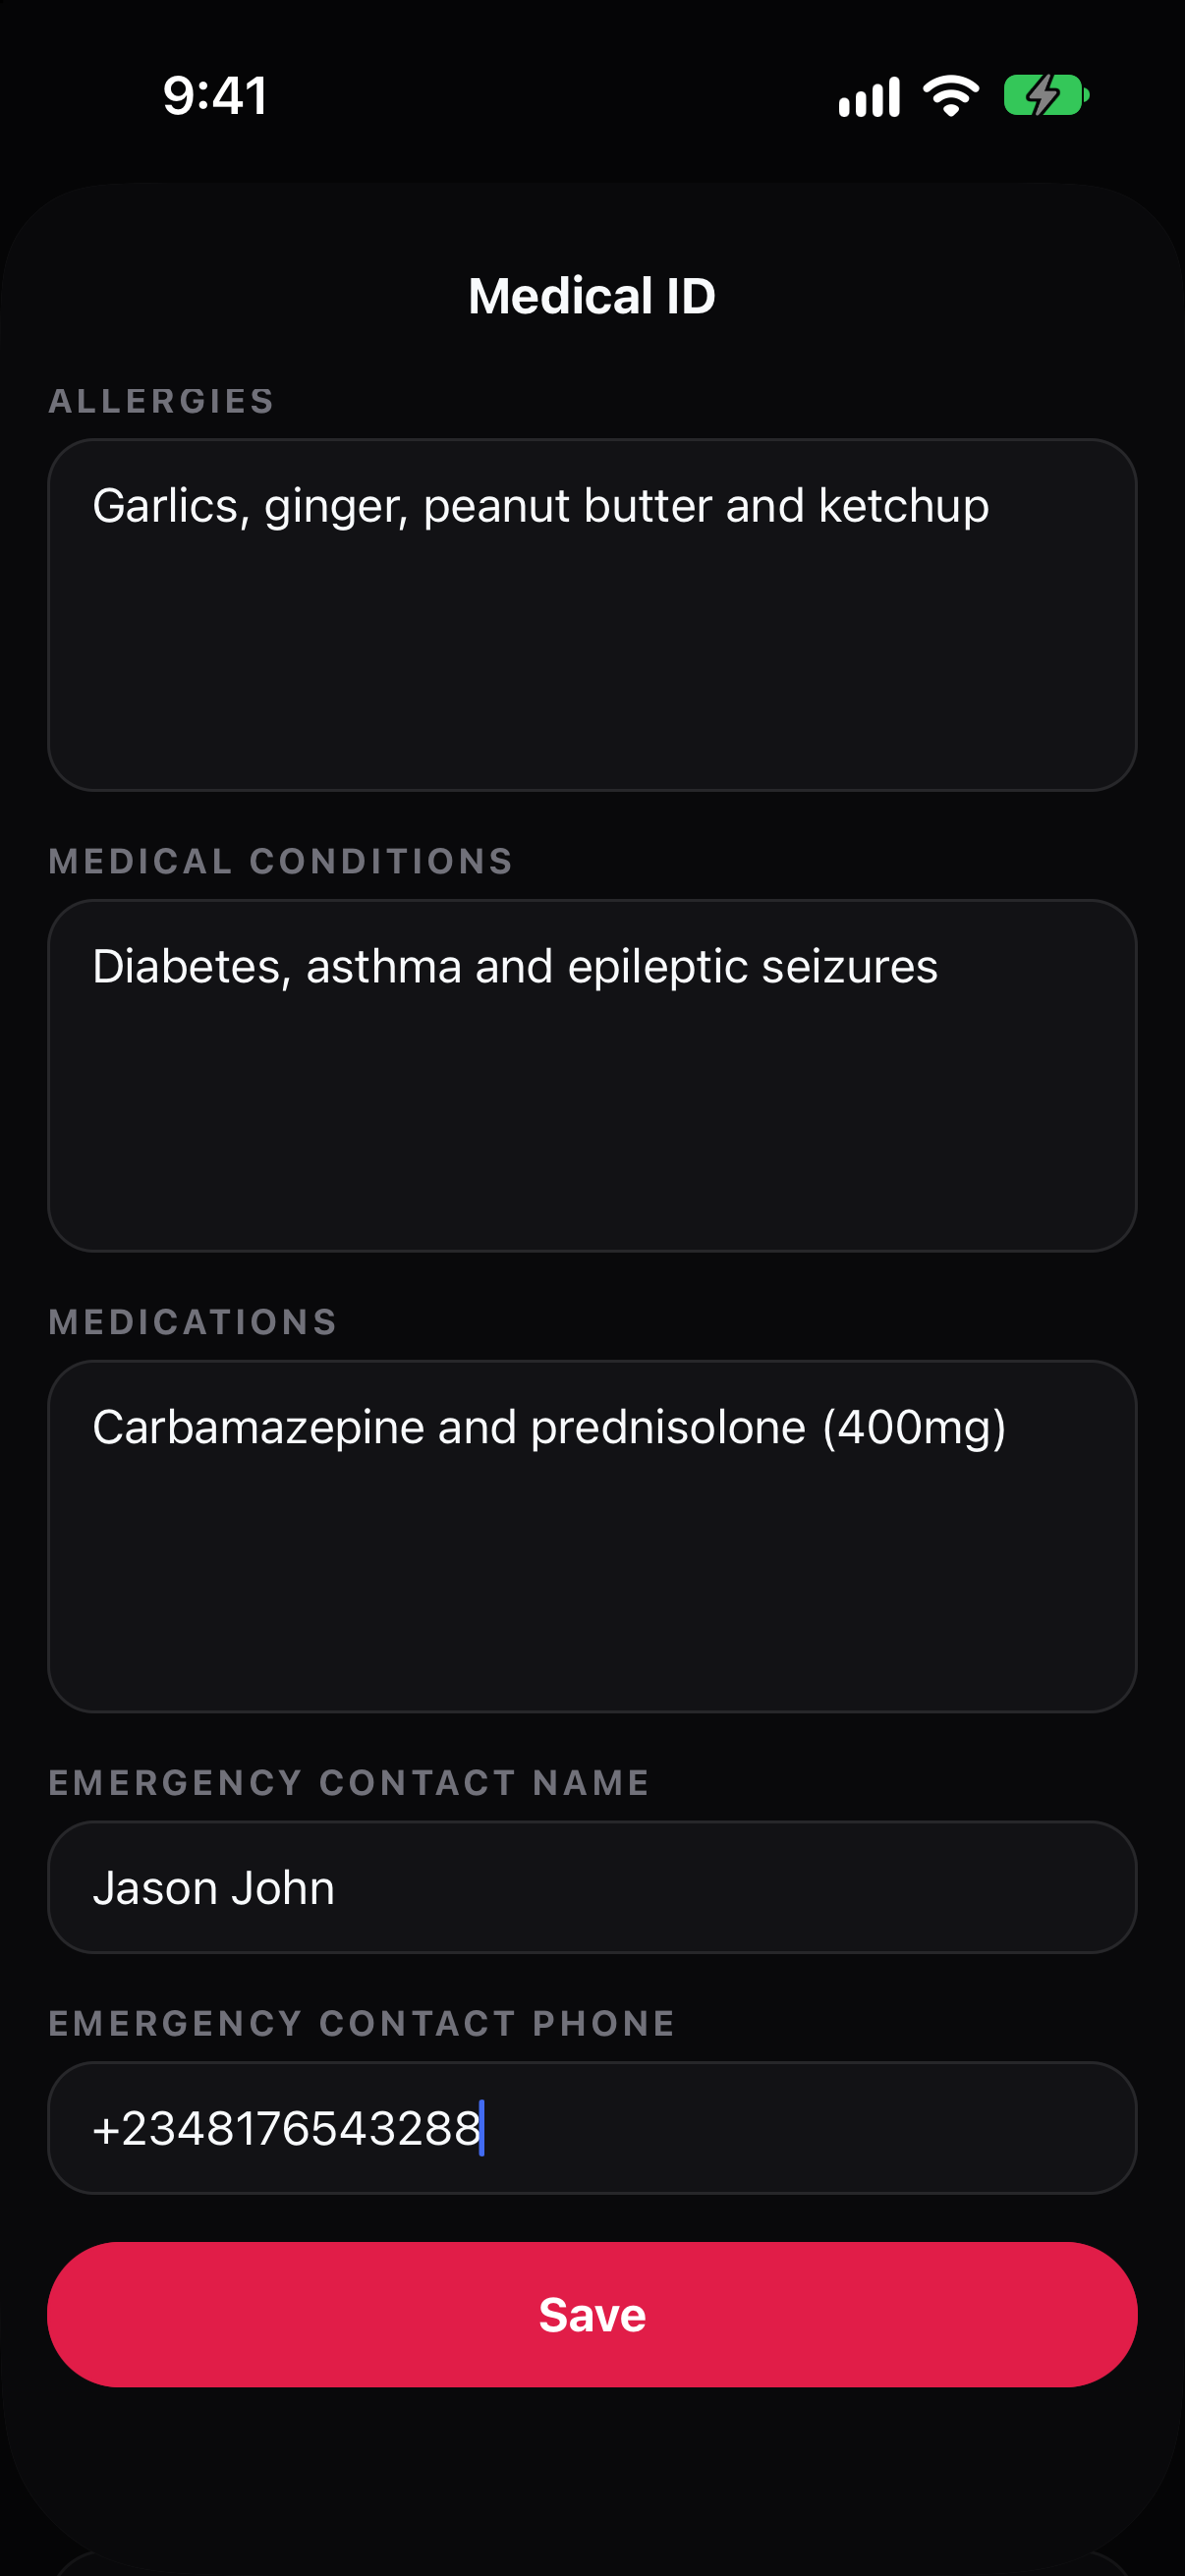 9:41
Medical ID
ALLERGIES
Garlics, ginger, peanut butter and ketchup
MEDICAL CONDITIONS
Diabetes, asthma and epileptic seizures
MEDICATIONS
Carbamazepine and prednisolone (400mg)
EMERGENCY CONTACT NAME
Jason John
EMERGENCY CONTACT PHONE
+2348176543288
Save